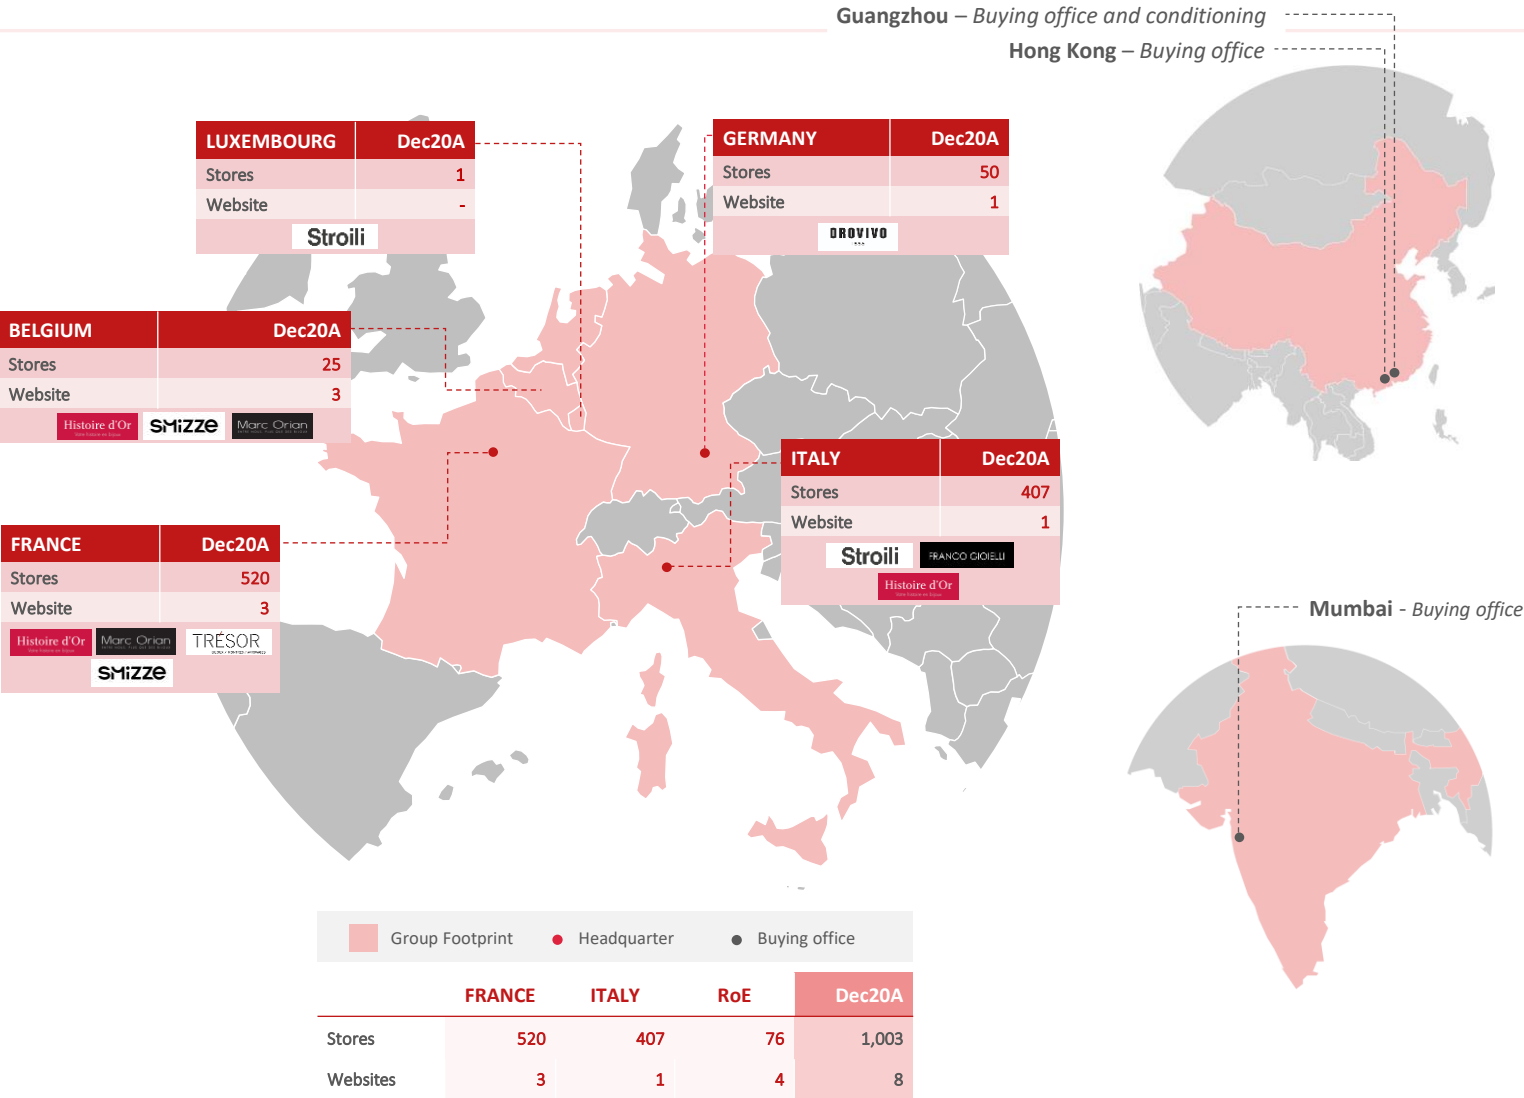 Guangzhou – Buying office and conditioning
Hong Kong – Buying office
LUXEMBOURG Dec20A
Stores 1
Website -
Stroili
GERMANY Dec20A
Stores 50
Website 1
OROVIVO
BELGIUM Dec20A
Stores 25
Website 3
Histoire d'Or SMiZZe Marc Orian
FRANCE Dec20A
Stores 520
Website 3
Histoire d'Or Marc Orian TRÉSOR
SMiZZe
ITALY Dec20A
Stores 407
Website 1
Stroili FRANCO GIOIELLI
Histoire d'Or
Mumbai - Buying office
Group Footprint Headquarter Buying office
FRANCE ITALY RoE Dec20A
Stores 520 407 76 1,003
Websites 3 1 4 8